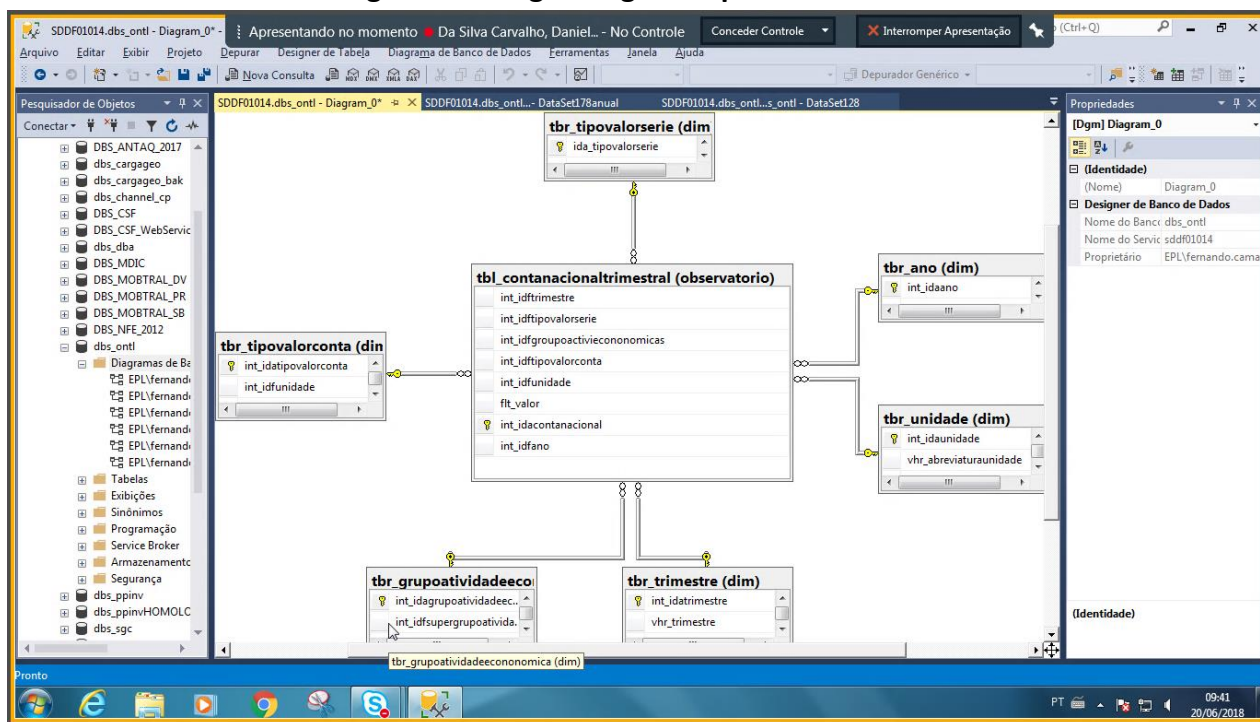 SDDF01014.dbs_ontl - Diagram_0* -
Apresentando no momento Da Silva Carvalho, Daniel... - No Controle
Conceder Controle
Interromper Apresentação
(Ctrl+Q)
Arquivo Editar Exibir Projeto Depurar Designer de Tabela Diagrama de Banco de Dados Ferramentas Janela Ajuda
Nova Consulta
Depurador Genérico
Pesquisador de Objetos
Conectar
DBS_ANTAQ_2017
dbs_cargageo
dbs_cargageo_bak
dbs_channel_cp
DBS_CSF
DBS_CSF_WebServic
dbs_dba
DBS_MDIC
DBS_MOBTRAL_DV
DBS_MOBTRAL_PR
DBS_MOBTRAL_SB
DBS_NFE_2012
dbs_ontl
Diagramas de Ba
EPL\fernand
EPL\fernand
EPL\fernand
EPL\fernand
EPL\fernand
EPL\fernand
Tabelas
Exibições
Sinônimos
Programação
Service Broker
Armazenamento
Segurança
dbs_ppinv
dbs_ppinvHOMOLC
dbs_sgc
SDDF01014.dbs_ontl - Diagram_0*
SDDF01014.dbs_ontl...- DataSet178anual
SDDF01014.dbs_ontl...s_ontl - DataSet128
tbr_tipovalorserie (dim
ida_tipovalorserie
tbl_contanacionaltrimestral (observatorio)
int_idftrimestre
int_idftipovalorserie
int_idfgroupoactiviecononomicas
int_idftipovalorconta
int_idfunidade
flt_valor
int_idacontanacional
int_idfano
tbr_ano (dim)
int_idaano
tbr_tipovalorconta (din
int_idatipovalorconta
int_idfunidade
tbr_unidade (dim)
int_idaunidade
vhr_abreviaturaunidade
tbr_grupoatividadeeco
int_idagrupoatividadeec..
int_idfsupergrupoativida.
tbr_trimestre (dim)
int_idatrimestre
vhr_trimestre
tbr_grupoatividadeecononomica (dim)
Propriedades
[Dgm] Diagram_0
(Identidade)
(Nome) Diagram_0
Designer de Banco de Dados
Nome do Banco dbs_ontl
Nome do Servic sddf01014
Proprietário EPL\fernando.cama
(Identidade)
Pronto
PT
09:41
20/06/2018